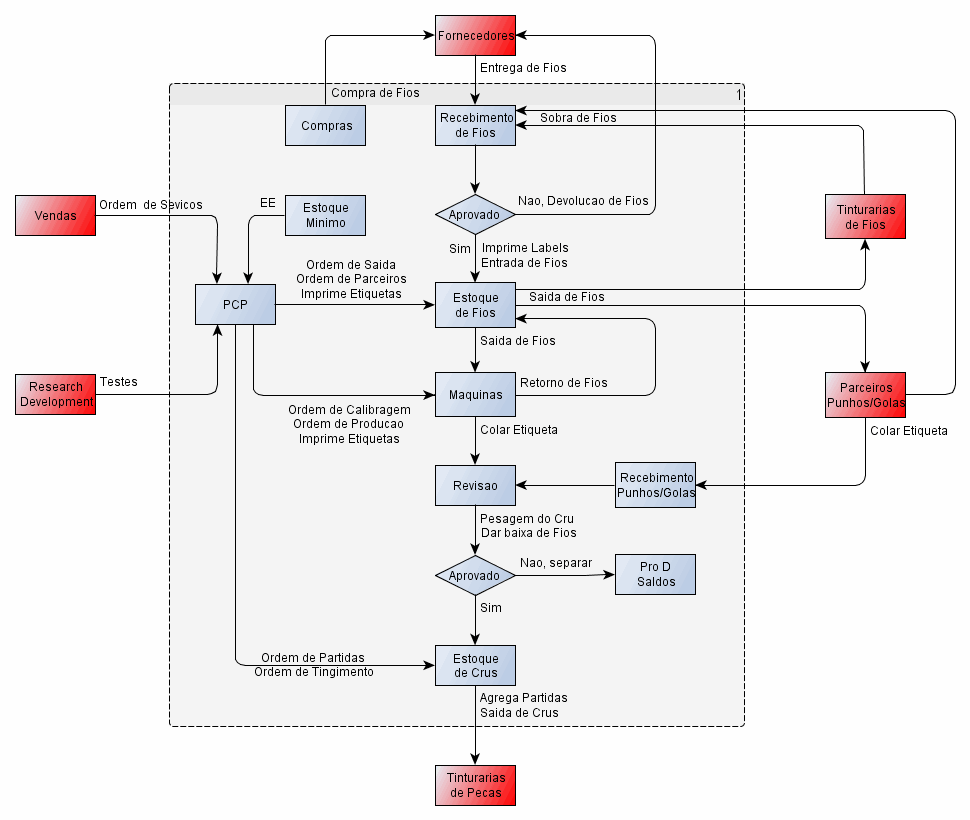 Fornecedores
Entrega de Fios
Compra de Fios
1
Compras
Recebimento
de Fios
Sobra de Fios
Vendas
Ordem  de Sevicos
EE
Estoque
Minimo
Aprovado
Nao, Devolucao de Fios
Tinturarias
de Fios
Sim
Imprime Labels
Entrada de Fios
Ordem de Saida
Ordem de Parceiros
Imprime Etiquetas
PCP
Estoque
de Fios
Saida de Fios
Saida de Fios
Research
Development
Testes
Maquinas
Retorno de Fios
Parceiros
Punhos/Golas
Ordem de Calibragem
Ordem de Producao
Imprime Etiquetas
Colar Etiqueta
Colar Etiqueta
Revisao
Recebimento
Punhos/Golas
Pesagem do Cru
Dar baixa de Fios
Aprovado
Nao, separar
Pro D
Saldos
Sim
Ordem de Partidas
Ordem de Tingimento
Estoque
de Crus
Agrega Partidas
Saida de Crus
Tinturarias
de Pecas